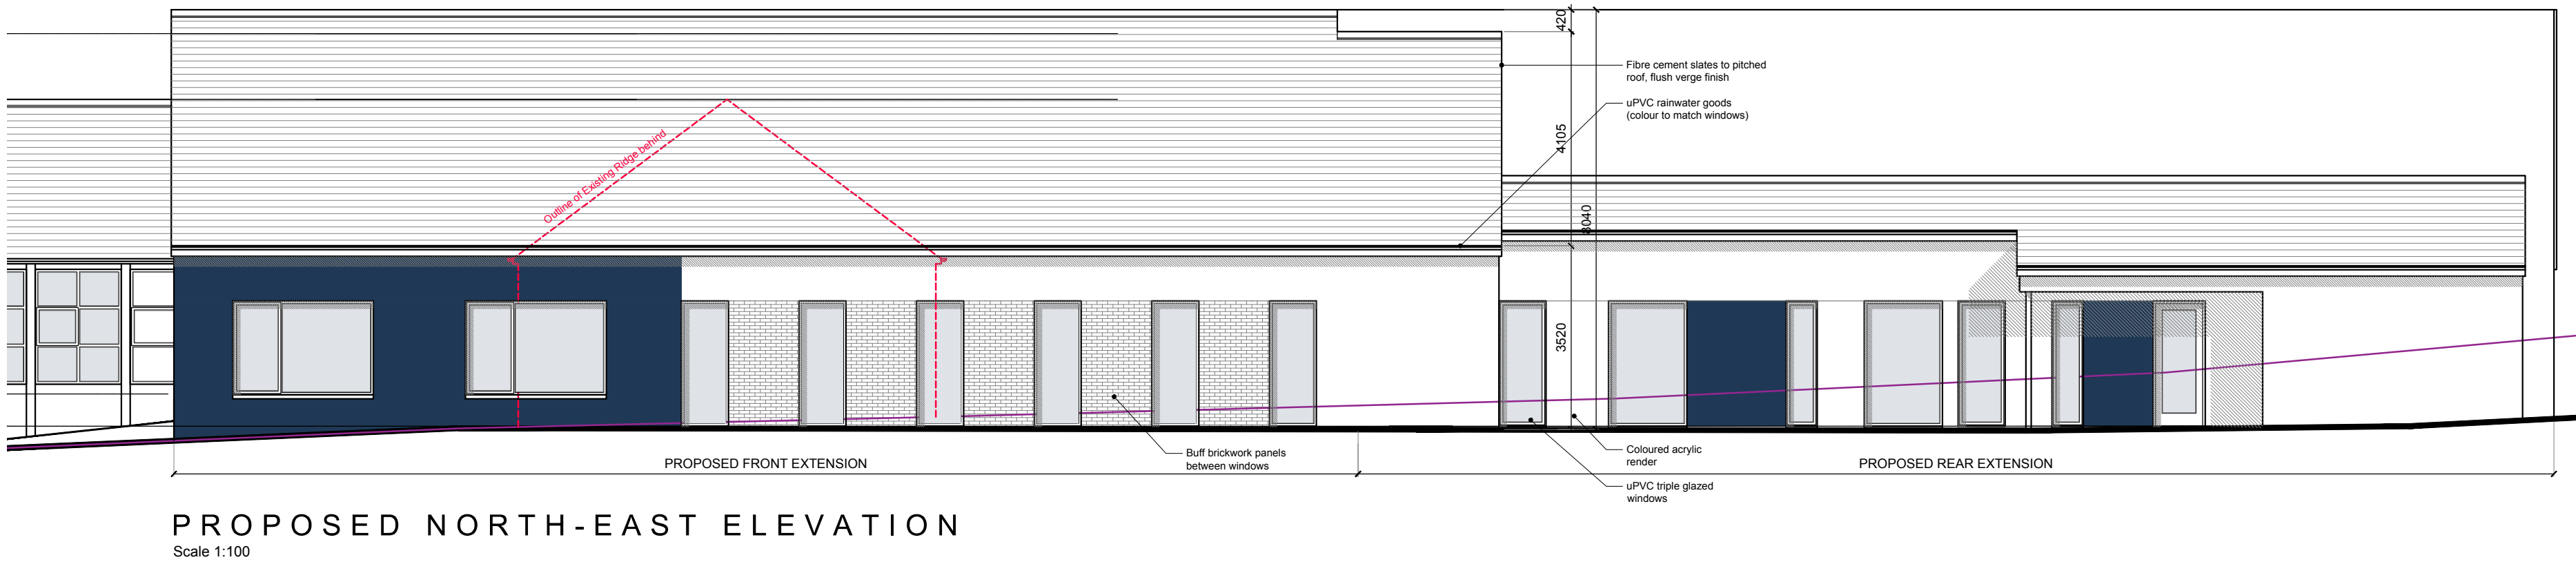 420
Fibre cement slates to pitched
roof, flush verge finish
uPVC rainwater goods
(colour to match windows)
4105
Outline of Existing Ridge behind
8040
3520
Buff brickwork panels
between windows
Coloured acrylic
render
uPVC triple glazed
windows
PROPOSED FRONT EXTENSION
PROPOSED REAR EXTENSION
PROPOSED NORTH-EAST ELEVATION
Scale 1:100